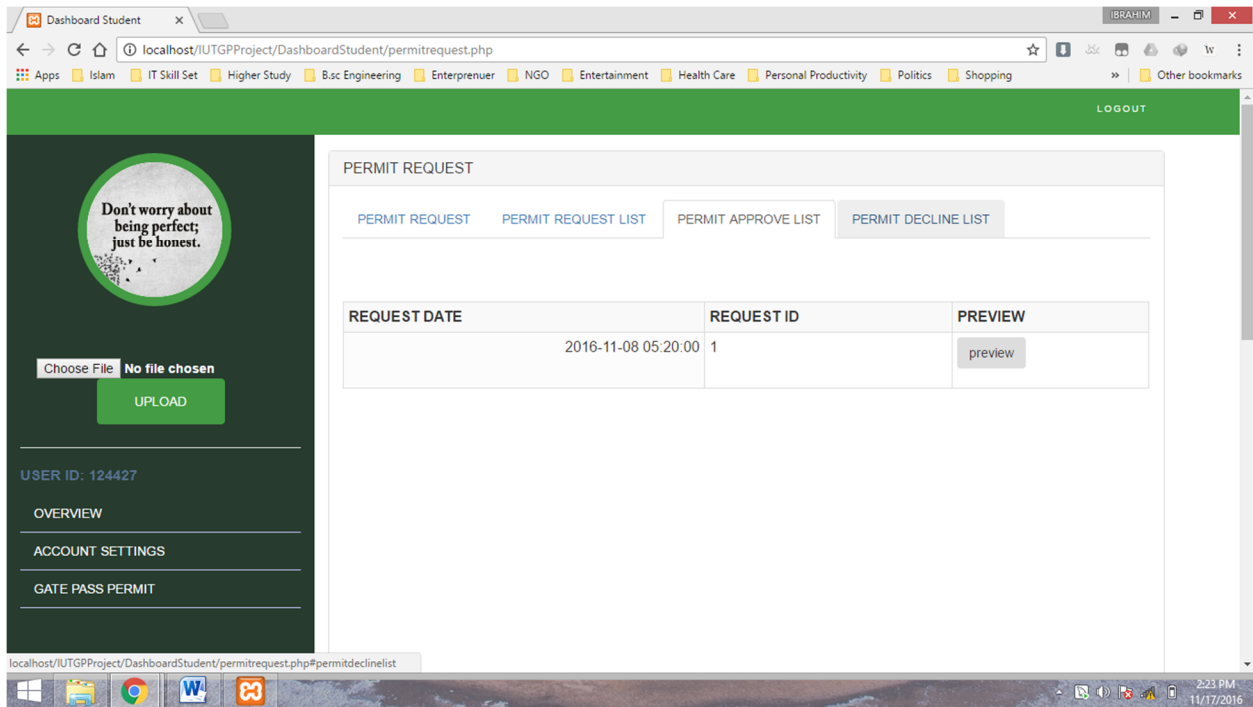 Dashboard Student
IBRAHIM
localhost/IUTGPProject/DashboardStudent/permitrequest.php
Apps Islam IT Skill Set Higher Study B.sc Engineering Enterprenuer NGO Entertainment Health Care Personal Productivity Politics Shopping » Other bookmarks
LOGOUT
Don't worry about
being perfect;
just be honest.
Choose File No file chosen
UPLOAD
USER ID: 124427
OVERVIEW
ACCOUNT SETTINGS
GATE PASS PERMIT
PERMIT REQUEST
PERMIT REQUEST PERMIT REQUEST LIST PERMIT APPROVE LIST PERMIT DECLINE LIST
REQUEST DATE REQUEST ID PREVIEW
2016-11-08 05:20:00 1 preview
localhost/IUTGPProject/DashboardStudent/permitrequest.php#permitdeclinelist
2:23 PM
11/17/2016